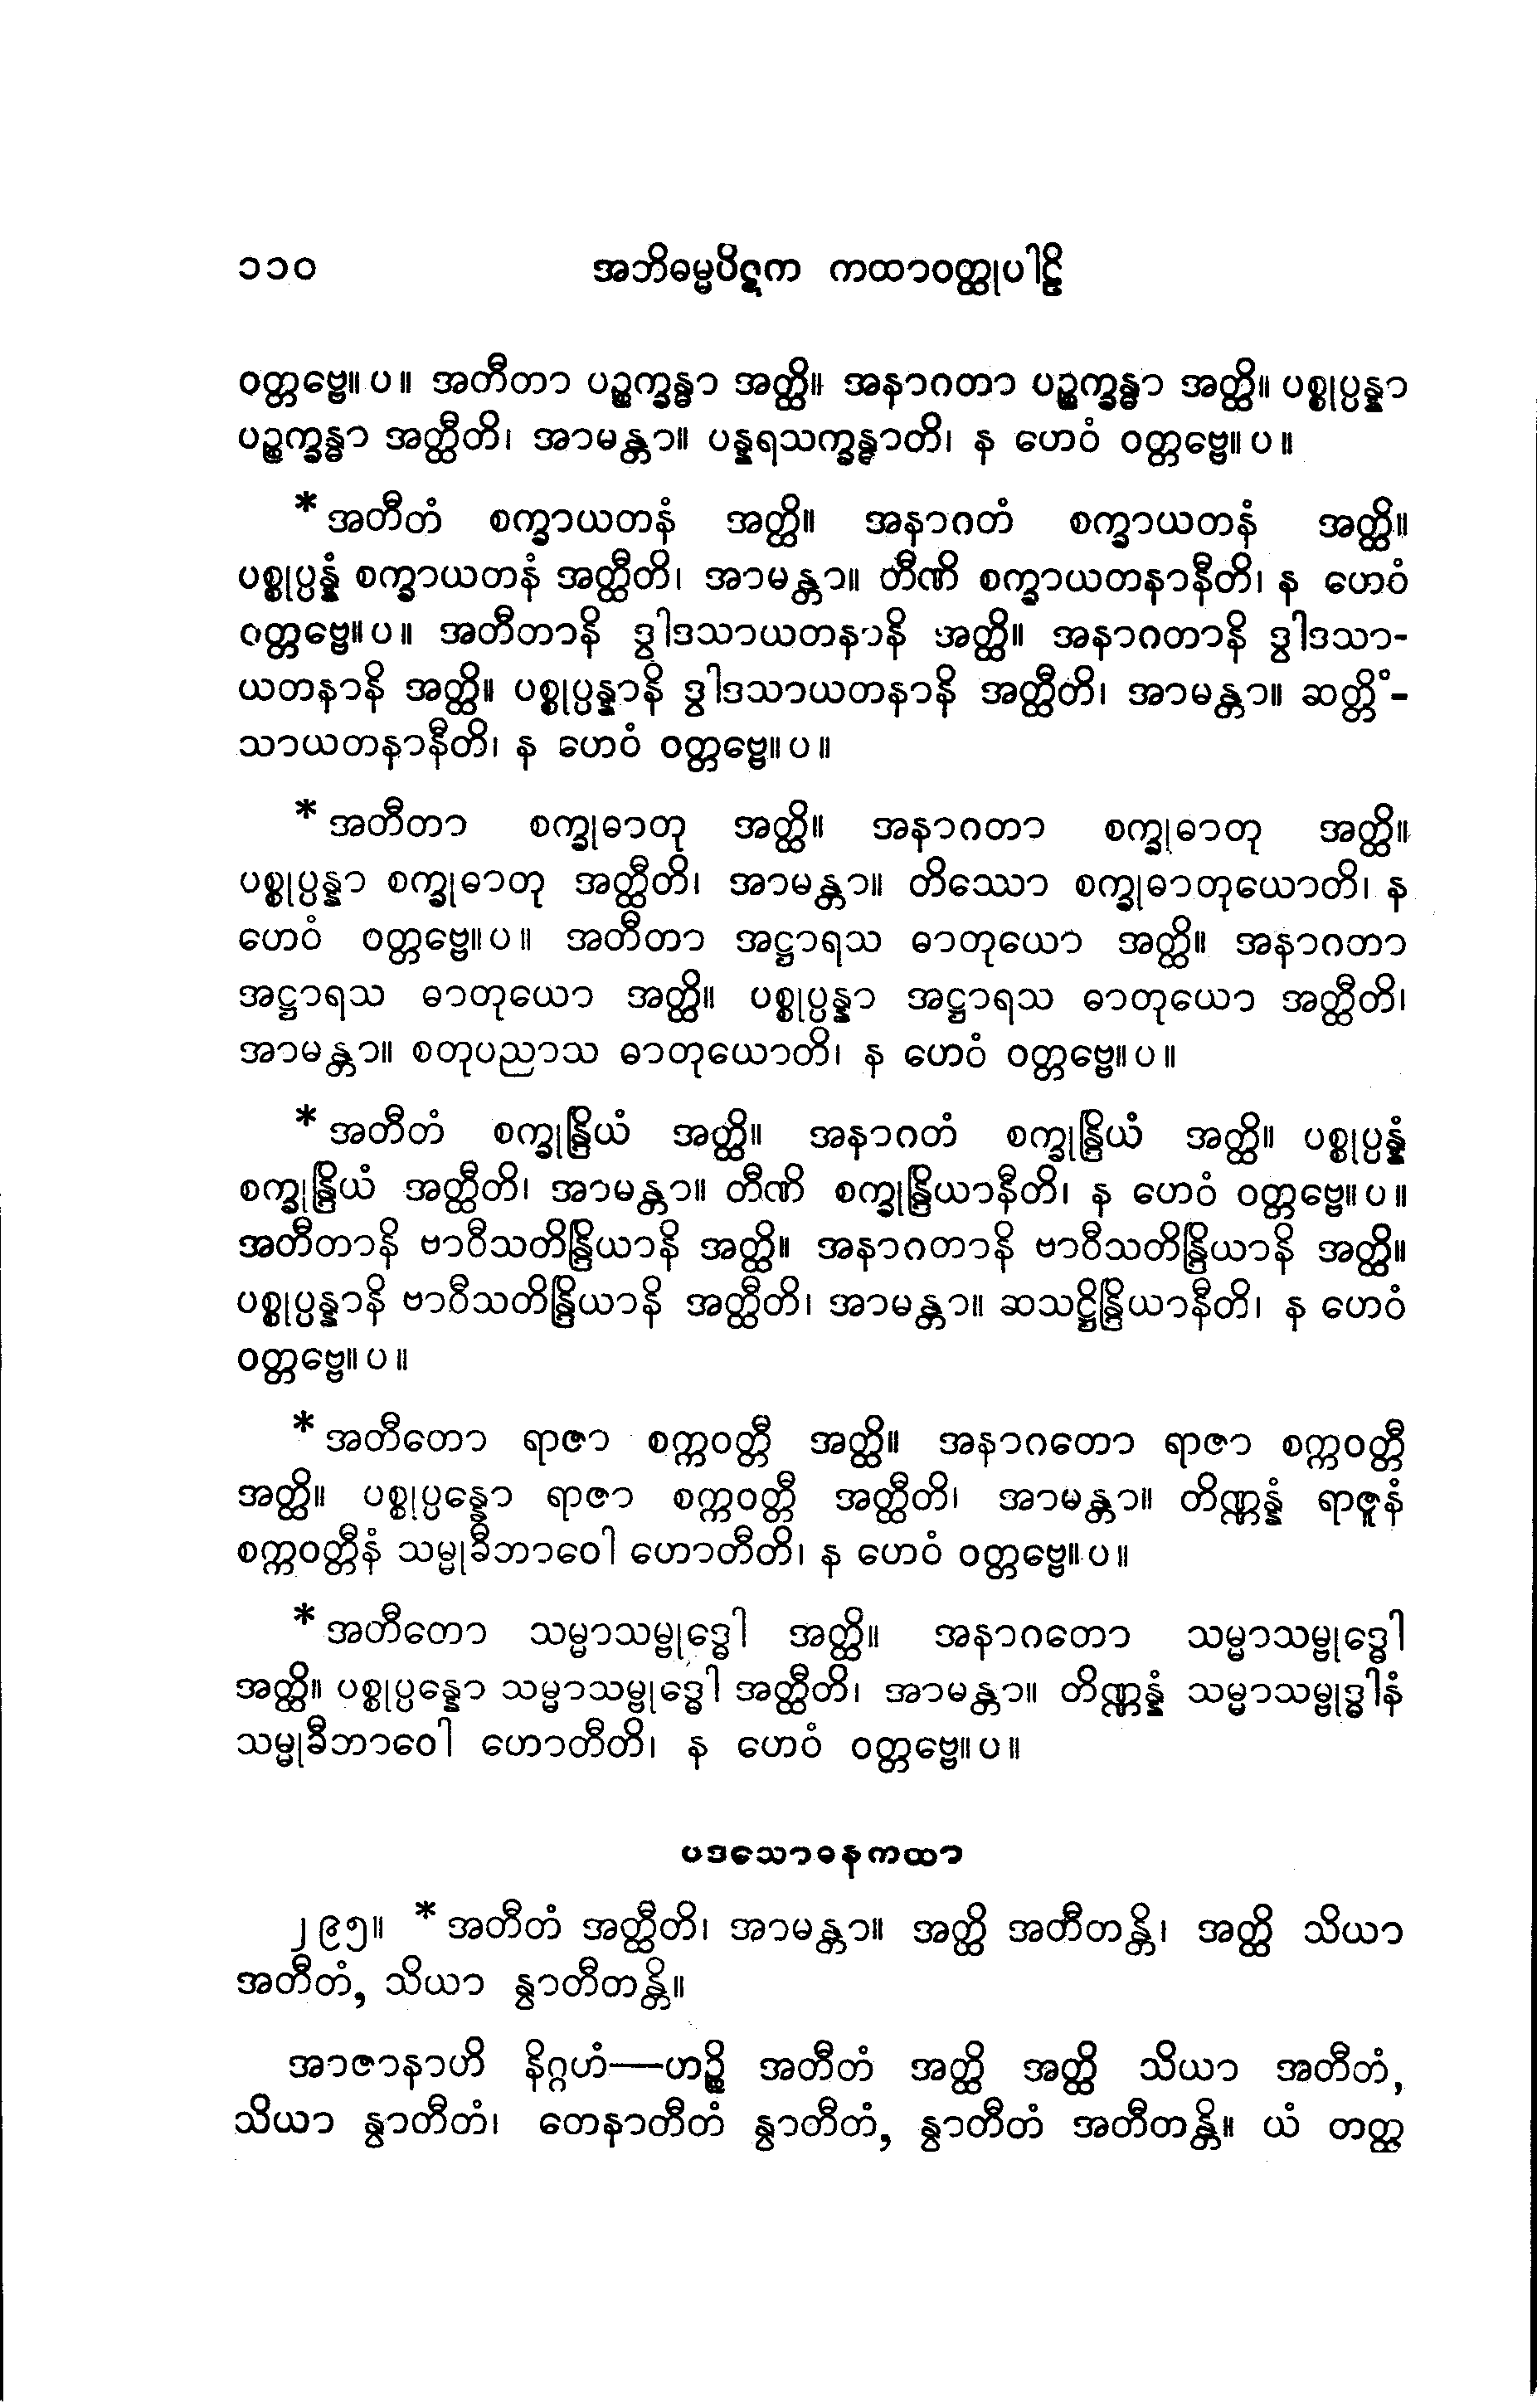 ၁၁၀ အဘိဓမ္မပိဋက ကထာဝတ္ထုပါဠိ
ဝတ္တဗ္ဗေ။ ပ။ အတီတာ ပဉ္စက္ခန္ဓာ အတ္ထိ။ အနာဂတာ ပဉ္စက္ခန္ဓာ အတ္ထိ။ ပစ္စုပ္ပန္နာ
ပဉ္စက္ခန္ဓာ အတ္ထီတိ၊ အာမန္တာ။ ပန္နရသက္ခန္ဓာတိ၊ န ဟေဝံ ဝတ္တဗ္ဗေ။ ပ။
*အတီတံ စက္ခာယတနံ အတ္ထိ။ အနာဂတံ စက္ခာယတနံ အတ္ထိ။
ပစ္စုပ္ပန္နံ စက္ခာယတနံ အတ္ထီတိ၊ အာမန္တာ။ တီဏိ စက္ခာယတနာနီတိ၊ န ဟေဝံ
ဝတ္တဗ္ဗေ။ ပ။ အတီတာနိ ဒွါဒသာယတနာနိ အတ္ထိ။ အနာဂတာနိ ဒွါဒသာ-
ယတနာနိ အတ္ထိ။ ပစ္စုပ္ပန္နာနိ ဒွါဒသာယတနာနိ အတ္ထီတိ၊ အာမန္တာ။ ဆတ္တိံ-
သာယတနာနီတိ၊ န ဟေဝံ ဝတ္တဗ္ဗေ။ ပ။
*အတီတာ စက္ခုဓာတု အတ္ထိ။ အနာဂတာ စက္ခုဓာတု အတ္ထိ။
ပစ္စုပ္ပန္နာ စက္ခုဓာတု အတ္ထီတိ၊ အာမန္တာ။ တိဿော စက္ခုဓာတုယောတိ၊ န
ဟေဝံ ဝတ္တဗ္ဗေ။ ပ။ အတီတာ အဋ္ဌာရသ ဓာတုယော အတ္ထိ။ အနာဂတာ
အဋ္ဌာရသ ဓာတုယော အတ္ထိ။ ပစ္စုပ္ပန္နာ အဋ္ဌာရသ ဓာတုယော အတ္ထီတိ၊
အာမန္တာ။ စတုပညာသ ဓာတုယောတိ၊ န ဟေဝံ ဝတ္တဗ္ဗေ။ ပ။
*အတီတံ စက္ခုန္ဒြိယံ အတ္ထိ။ အနာဂတံ စက္ခုန္ဒြိယံ အတ္ထိ။ ပစ္စုပ္ပန္နံ
စက္ခုန္ဒြိယံ အတ္ထီတိ၊ အာမန္တာ။ တီဏိ စက္ခုန္ဒြိယာနီတိ၊ န ဟေဝံ ဝတ္တဗ္ဗေ။ ပ။
အတီတာနိ ဗာဝီသတိန္ဒြိယာနိ အတ္ထိ။ အနာဂတာနိ ဗာဝီသတိန္ဒြိယာနိ အတ္ထိ။
ပစ္စုပ္ပန္နာနိ ဗာဝီသတိန္ဒြိယာနိ အတ္ထီတိ၊ အာမန္တာ။ ဆသဋ္ဌိန္ဒြိယာနီတိ၊ န ဟေဝံ
ဝတ္တဗ္ဗေ။ ပ။
*အတီတော ရာဇာ စက္ကဝတ္တီ အတ္ထိ။ အနာဂတော ရာဇာ စက္ကဝတ္တီ
အတ္ထိ။ ပစ္စုပ္ပန္နော ရာဇာ စက္ကဝတ္တီ အတ္ထီတိ၊ အာမန္တာ။ တိဏ္ဏန္နံ ရာဇူနံ
စက္ကဝတ္တီနံ သမ္မုခီဘာဝေါ ဟောတီတိ၊ န ဟေဝံ ဝတ္တဗ္ဗေ။ ပ။
*အတီတော သမ္မာသမ္ဗုဒ္ဓေါ အတ္ထိ။ အနာဂတော သမ္မာသမ္ဗုဒ္ဓေါ
အတ္ထိ။ ပစ္စုပ္ပန္နော သမ္မာသမ္ဗုဒ္ဓေါ အတ္ထီတိ၊ အာမန္တာ။ တိဏ္ဏန္နံ သမ္မာသမ္ဗုဒ္ဓါနံ
သမ္မုခီဘာဝေါ ဟောတီတိ၊ န ဟေဝံ ဝတ္တဗ္ဗေ။ ပ။
ပဒသောဓနကထာ
၂၉၅။ *အတီတံ အတ္ထီတိ၊ အာမန္တာ။ အတ္ထိ အတီတန္တိ၊ အတ္ထိ သိယာ
အတီတံ, သိယာ နွာတီတန္တိ။
အာဇာနာဟိ နိဂ္ဂဟံ—ဟဉ္စိ အတီတံ အတ္ထိ အတ္ထိ သိယာ အတီတံ,
သိယာ နွာတီတံ၊ တေနာတီတံ နွာတီတံ, နွာတီတံ အတီတန္တိ။ ယံ တတ္ထ